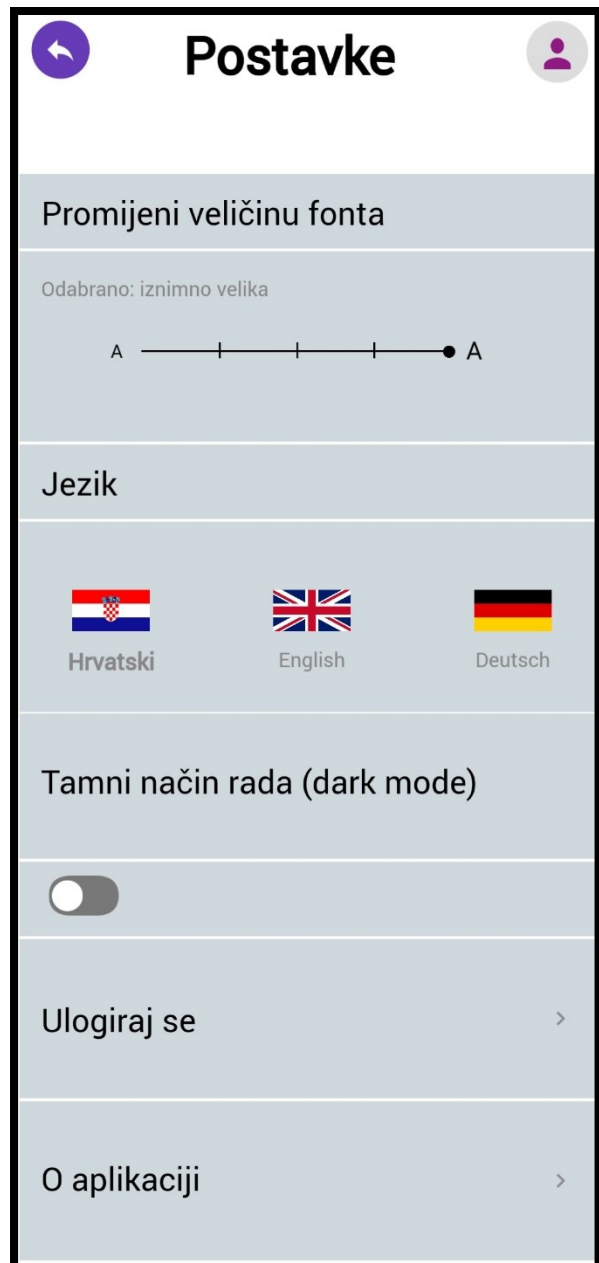 Postavke
Promijeni veličinu fonta
Odabrano: iznimno velika
A A
Jezik
Hrvatski English Deutsch
Tamni način rada (dark mode)
Ulogiraj se
O aplikaciji